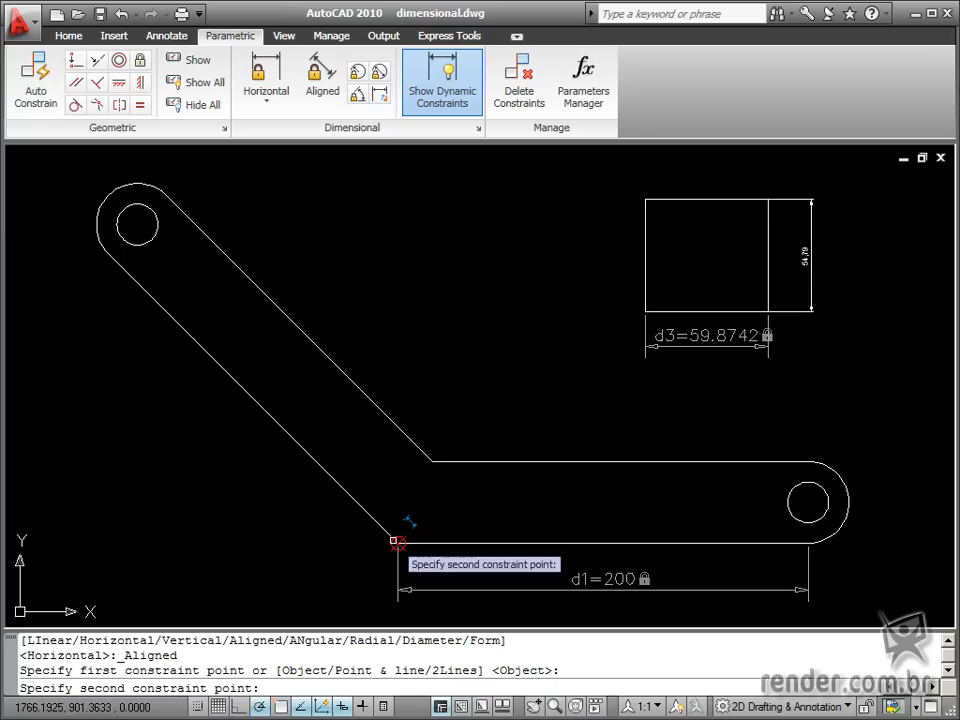 AutoCAD 2010 dimensional.dwg
Type a keyword or phrase
Home Insert Annotate Parametric View Manage Output Express Tools
Auto Constrain
Show
Show All
Hide All
Horizontal
Aligned
Show Dynamic Constraints
Delete Constraints
Parameters Manager
Geometric
Dimensional
Manage
54,79
d3=59.8742
Specify second constraint point:
d1=200
Y
X
[LInear/Horizontal/Vertical/Aligned/ANgular/Radial/Diameter/Form]
<Horizontal>:_Aligned
Specify first constraint point or [Object/Point & line/2Lines] <Object>:
Specify second constraint point:
render.com.br
1766.1925, 901.3633, 0.0000
1:1
2D Drafting & Annotation